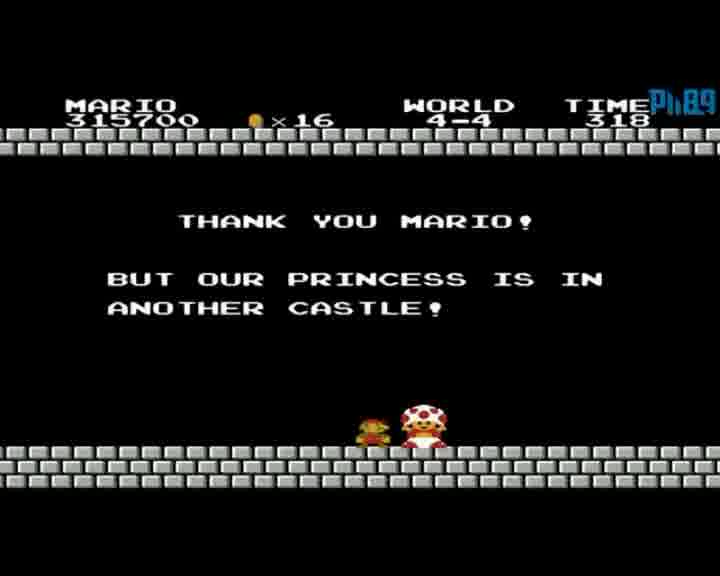 MARIO WORLD TIME
315700 ×16 4-4 318
THANK YOU MARIO!
BUT OUR PRINCESS IS IN
ANOTHER CASTLE!